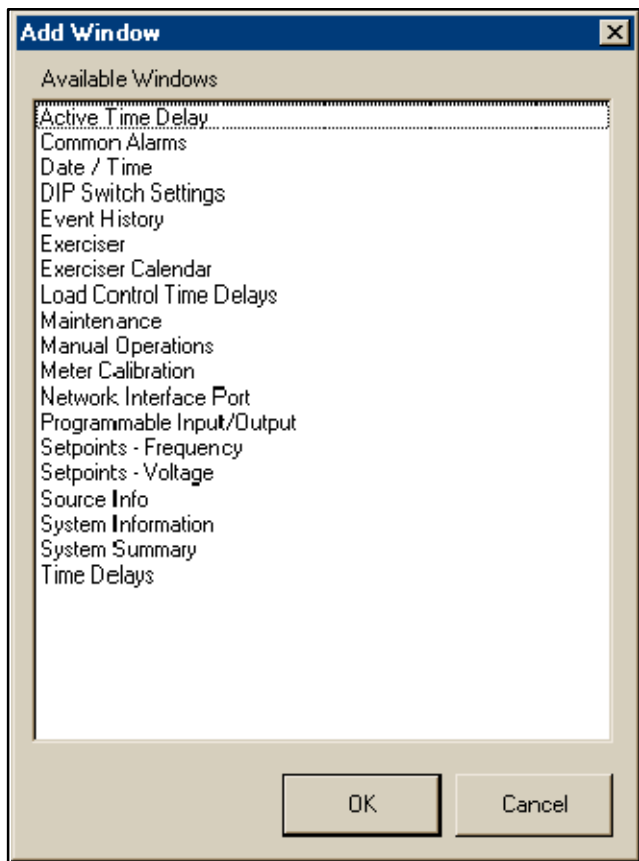 Add Window
Available Windows
Active Time Delay
Common Alarms
Date / Time
DIP Switch Settings
Event History
Exerciser
Exerciser Calendar
Load Control Time Delays
Maintenance
Manual Operations
Meter Calibration
Network Interface Port
Programmable Input/Output
Setpoints - Frequency
Setpoints - Voltage
Source Info
System Information
System Summary
Time Delays
OK Cancel